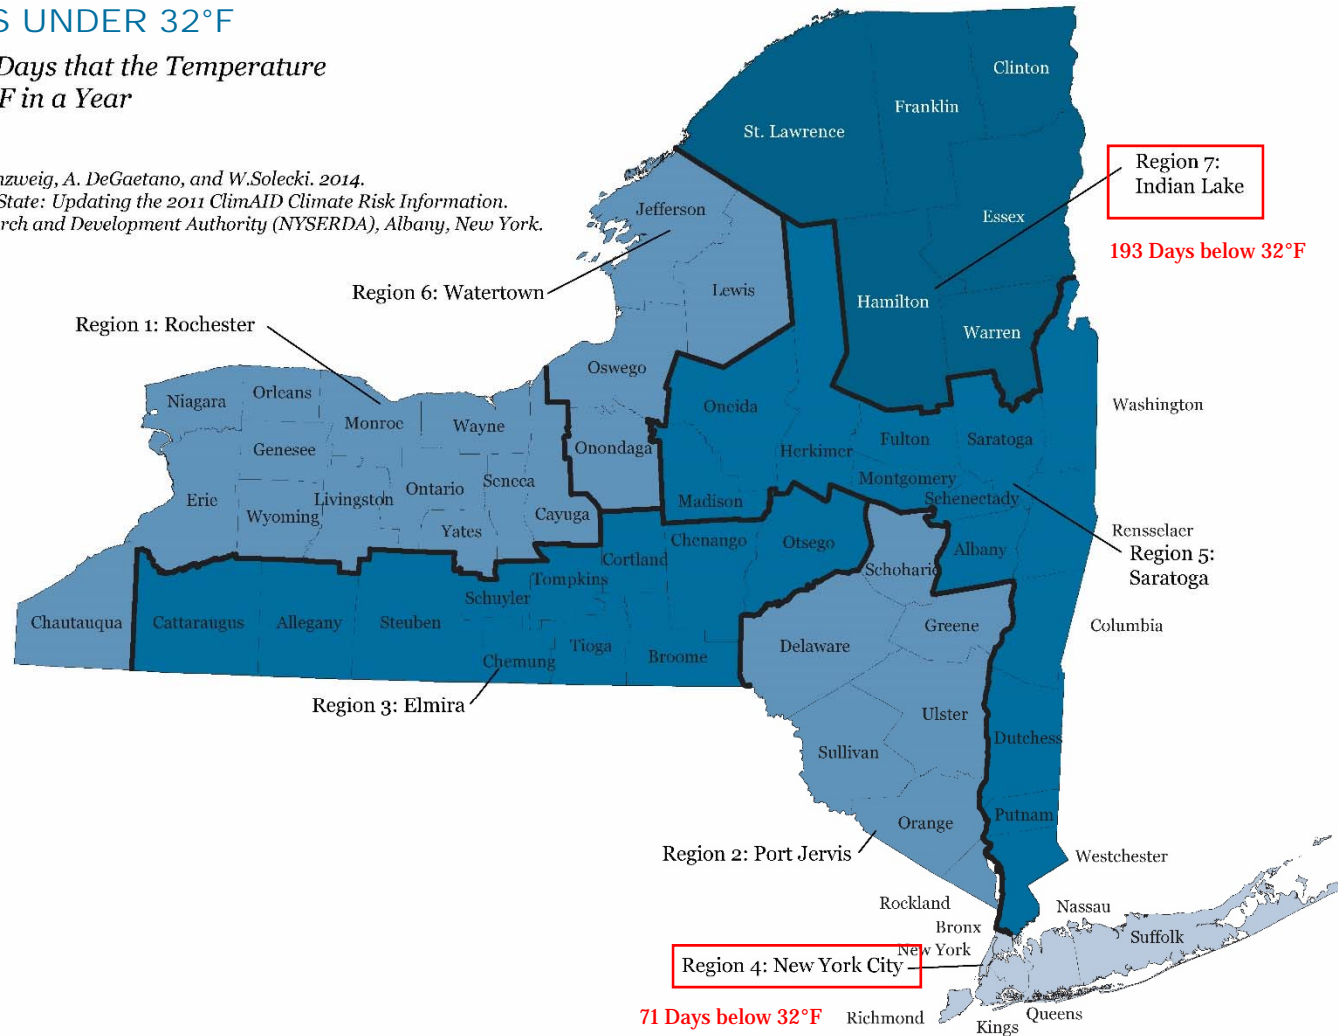 S UNDER 32°F
Days that the Temperature
F in a Year
nzweig, A. DeGaetano, and W.Solecki. 2014.
State: Updating the 2011 ClimAID Climate Risk Information.
rch and Development Authority (NYSERDA), Albany, New York.
Clinton
Franklin
St. Lawrence
Region 7:
Indian Lake
Essex
193 Days below 32°F
Jefferson
Lewis
Region 6: Watertown
Hamilton
Warren
Region 1: Rochester
Oswego
Niagara
Orleans
Monroe
Wayne
Oneida
Washington
Genesee
Onondaga
Herkimer
Fulton
Saratoga
Erie
Wyoming
Livingston
Ontario
Seneca
Yates
Cayuga
Madison
Montgomery
Schenectady
Rensselaer
Region 5:
Saratoga
Chenango
Otsego
Albany
Cortland
Schoharie
Tompkins
Schuyler
Chautauqua
Cattaraugus
Allegany
Steuben
Chemung
Tioga
Broome
Delaware
Greene
Columbia
Region 3: Elmira
Ulster
Sullivan
Dutchess
Orange
Putnam
Region 2: Port Jervis
Westchester
Rockland
Bronx
New York
Nassau
Suffolk
Region 4: New York City
71 Days below 32°F
Richmond
Kings
Queens